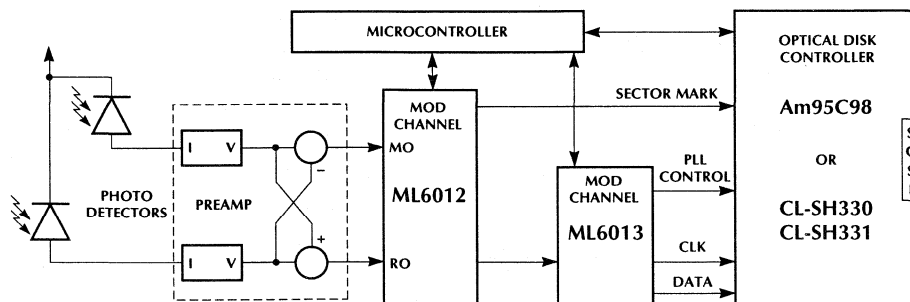 MICROCONTROLLER
OPTICAL DISK
CONTROLLER
Am95C98
OR
CL-SH330
CL-SH331
MOD
CHANNEL
MO
ML6012
RO
SECTOR MARK
MOD
CHANNEL
ML6013
PLL
CONTROL
CLK
DATA
PHOTO
DETECTORS
PREAMP
I V
−
I V
+